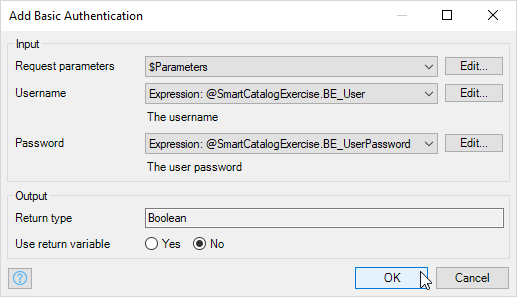 Add Basic Authentication
Input
Request parameters $Parameters Edit...
Username Expression: @SmartCatalogExercise.BE_User Edit...
The username
Password Expression: @SmartCatalogExercise.BE_UserPassword Edit...
The user password
Output
Return type Boolean
Use return variable Yes No
? OK Cancel